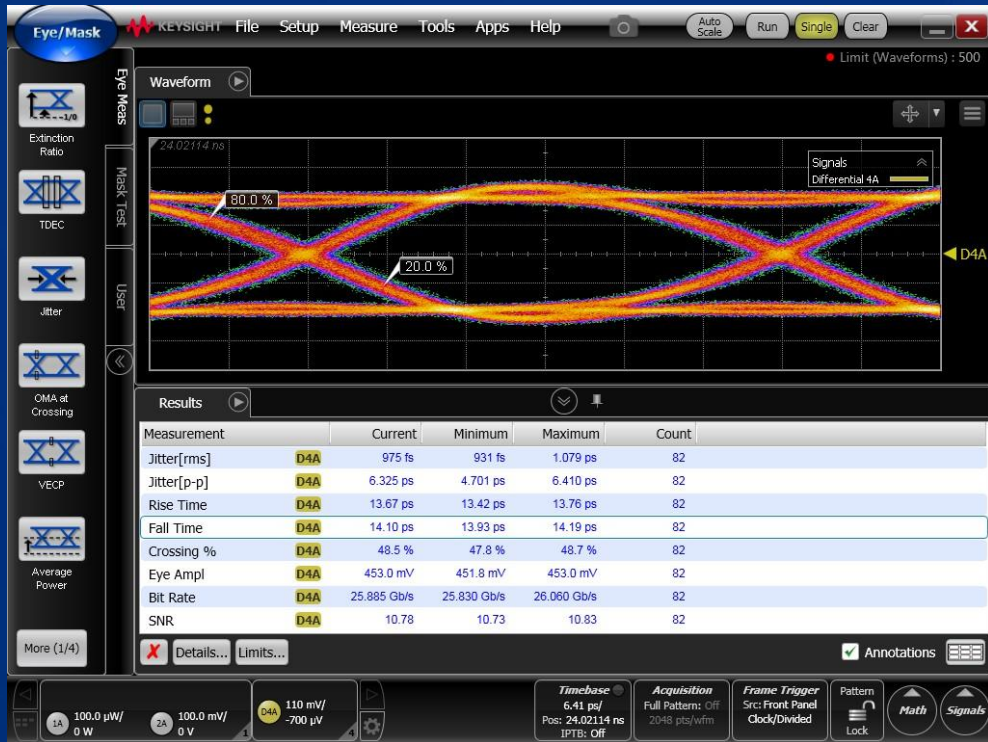 Eye/Mask
KEYSIGHT File Setup Measure Tools Apps Help
Auto Scale
Run
Single
Clear
Limit (Waveforms) : 500
Eye Meas
Mask Test
User
Extinction
Ratio
TDEC
Jitter
OMA at
Crossing
VECP
Average
Power
More (1/4)
Waveform
24.02114 ns
Signals
Differential 4A
80.0 %
20.0 %
D4A
Results
Measurement Current Minimum Maximum Count
Jitter[rms] D4A 975 fs 931 fs 1.079 ps 82
Jitter[p-p] D4A 6.325 ps 4.701 ps 6.410 ps 82
Rise Time D4A 13.67 ps 13.42 ps 13.76 ps 82
Fall Time D4A 14.10 ps 13.93 ps 14.19 ps 82
Crossing % D4A 48.5 % 47.8 % 48.7 % 82
Eye Ampl D4A 453.0 mV 451.8 mV 453.0 mV 82
Bit Rate D4A 25.885 Gb/s 25.830 Gb/s 26.060 Gb/s 82
SNR D4A 10.78 10.73 10.83 82
Details... Limits... Annotations
1A 100.0 µW/
0 W
1
2A 100.0 mV/
0 V
D4A 110 mV/
-700 µV
4
Timebase
6.41 ps/
Pos: 24.02114 ns
IPTB: Off
Acquisition
Full Pattern: Off
2048 pts/wfm
Frame Trigger
Src: Front Panel
Clock/Divided
Pattern
Lock
Math
Signals